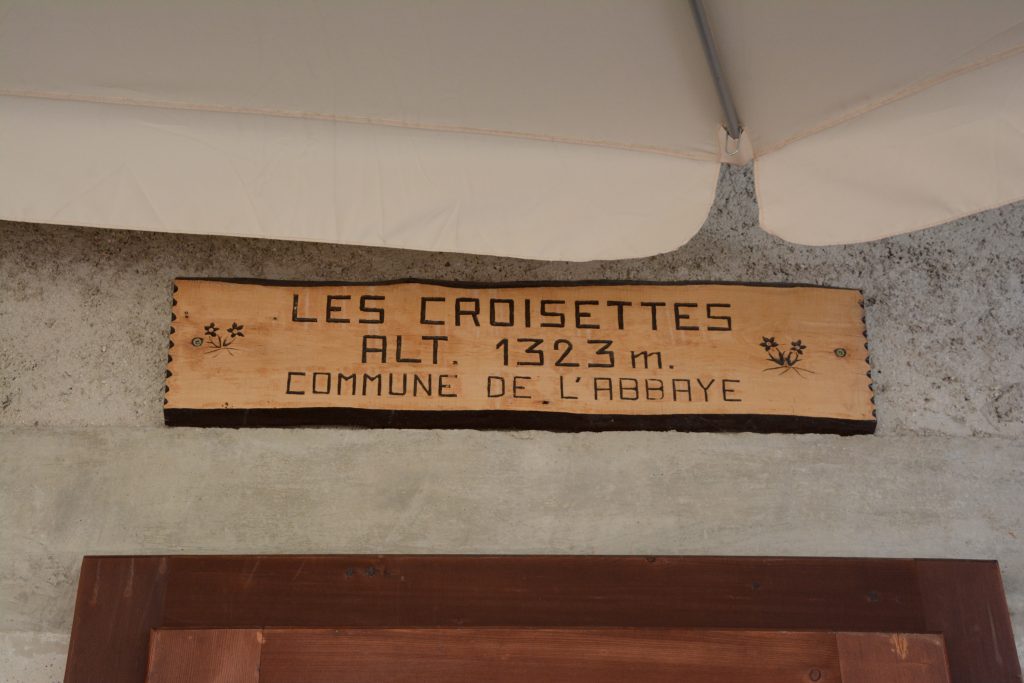 LES CROISETTES
ALT. 1323 m.
COMMUNE DE L'ABBAYE